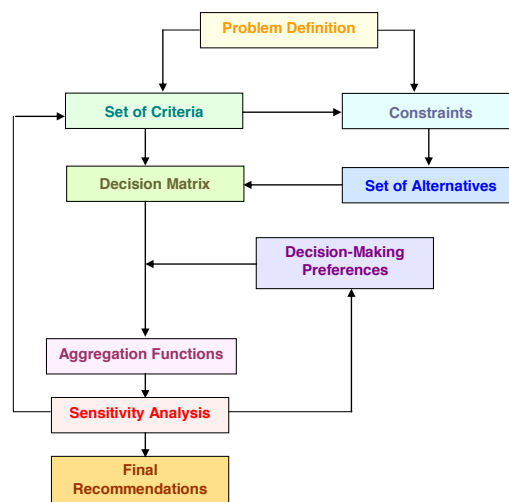 Problem Definition
Set of Criteria
Constraints
Decision Matrix
Set of Alternatives
Decision-Making
Preferences
Aggregation Functions
Sensitivity Analysis
Final
Recommendations